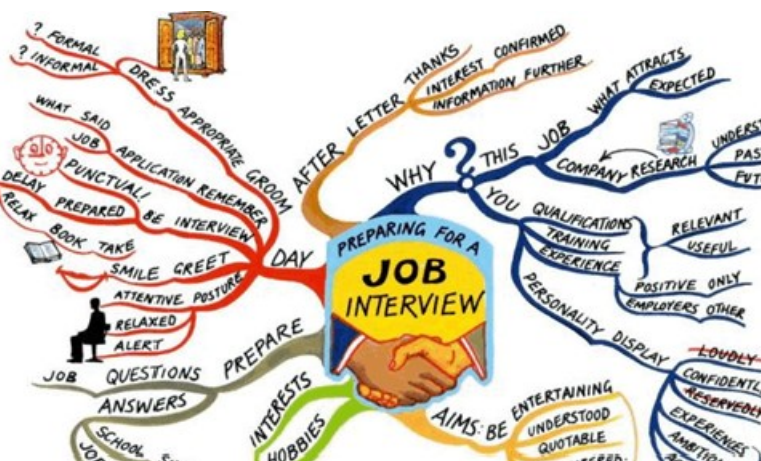 ? FORMAL
? INFORMAL
DRESS APPROPRIATE GROOM
WHAT SAID
JOB
APPLICATION REMEMBER
PUNCTUAL!
DELAY
PREPARED
BE INTERVIEW
RELAX
BOOK TAKE
SMILE GREET
ATTENTIVE POSTURE
RELAXED
ALERT
DAY
AFTER LETTER
THANKS
INTEREST CONFIRMED
INFORMATION FURTHER
WHY
?
THIS JOB
WHAT ATTRACTS
EXPECTED
COMPANY RESEARCH
UNDERST
PAS
FUT
YOU
QUALIFICATIONS
TRAINING
EXPERIENCE
RELEVANT
USEFUL
POSITIVE ONLY
EMPLOYERS OTHER
PERSONALITY DISPLAY
LOUDLY
CONFIDENTL
RESERVEDLY
EXPERIENCES
AMBITION
PREPARING FOR A
JOB
INTERVIEW
PREPARE
JOB QUESTIONS
ANSWERS
SCHOOL
JOB
INTERESTS
HOBBIES
AIMS: BE
ENTERTAINING
UNDERSTOOD
QUOTABLE